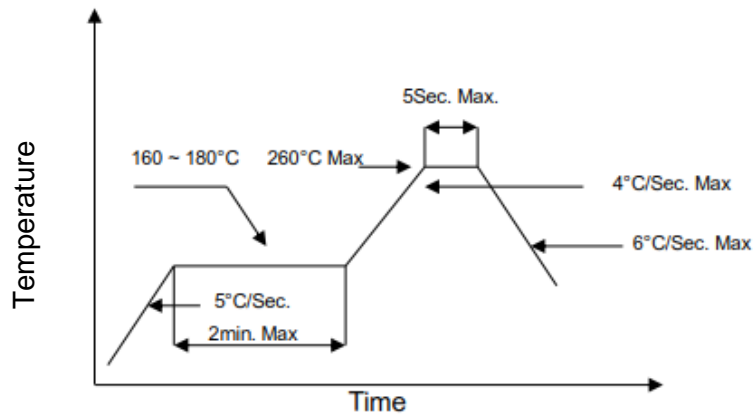 5Sec. Max.
160 ~ 180°C
260°C Max
4°C/Sec. Max
6°C/Sec. Max
5°C/Sec.
2min. Max
Temperature
Time